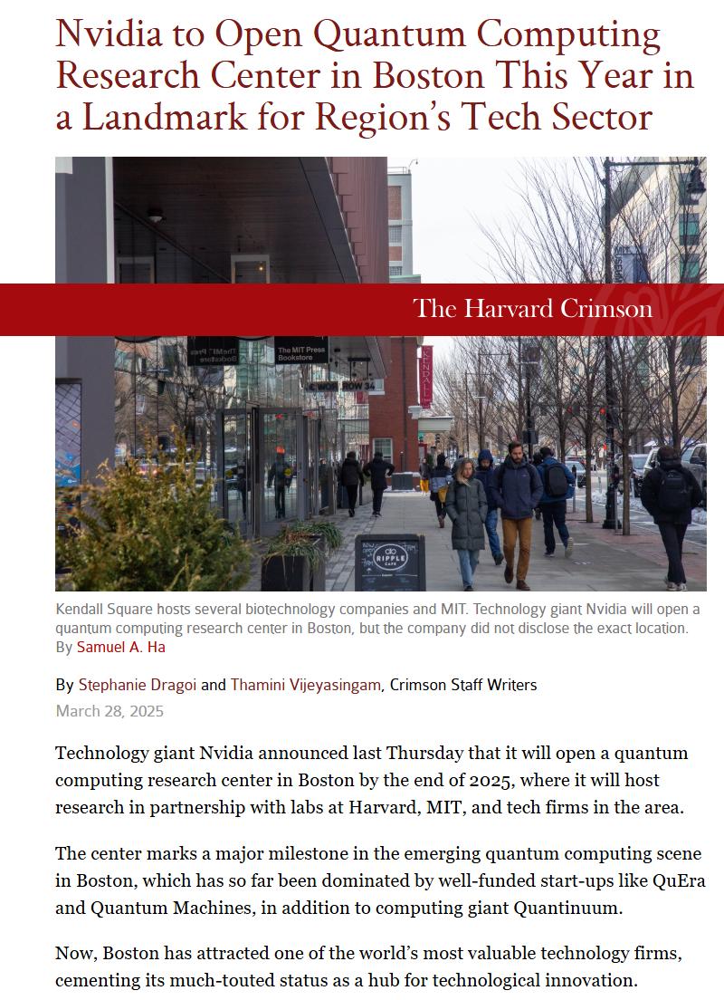 Nvidia to Open Quantum Computing
Research Center in Boston This Year in
a Landmark for Region's Tech Sector
The Harvard Crimson
The MIT Press
Bookstore
The MIT Press
Bookstore
ROW 34
KENDALL
RIPPLE
CAFE
Kendall Square hosts several biotechnology companies and MIT. Technology giant Nvidia will open a
quantum computing research center in Boston, but the company did not disclose the exact location.
By Samuel A. Ha
By Stephanie Dragoi and Thamini Vijeyasingam, Crimson Staff Writers
March 28, 2025
Technology giant Nvidia announced last Thursday that it will open a quantum
computing research center in Boston by the end of 2025, where it will host
research in partnership with labs at Harvard, MIT, and tech firms in the area.
The center marks a major milestone in the emerging quantum computing scene
in Boston, which has so far been dominated by well-funded start-ups like QuEra
and Quantum Machines, in addition to computing giant Quantinuum.
Now, Boston has attracted one of the world's most valuable technology firms,
cementing its much-touted status as a hub for technological innovation.